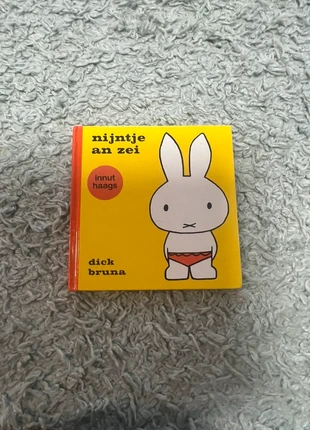 nijntje
an zei
innut
haags
dick
bruna